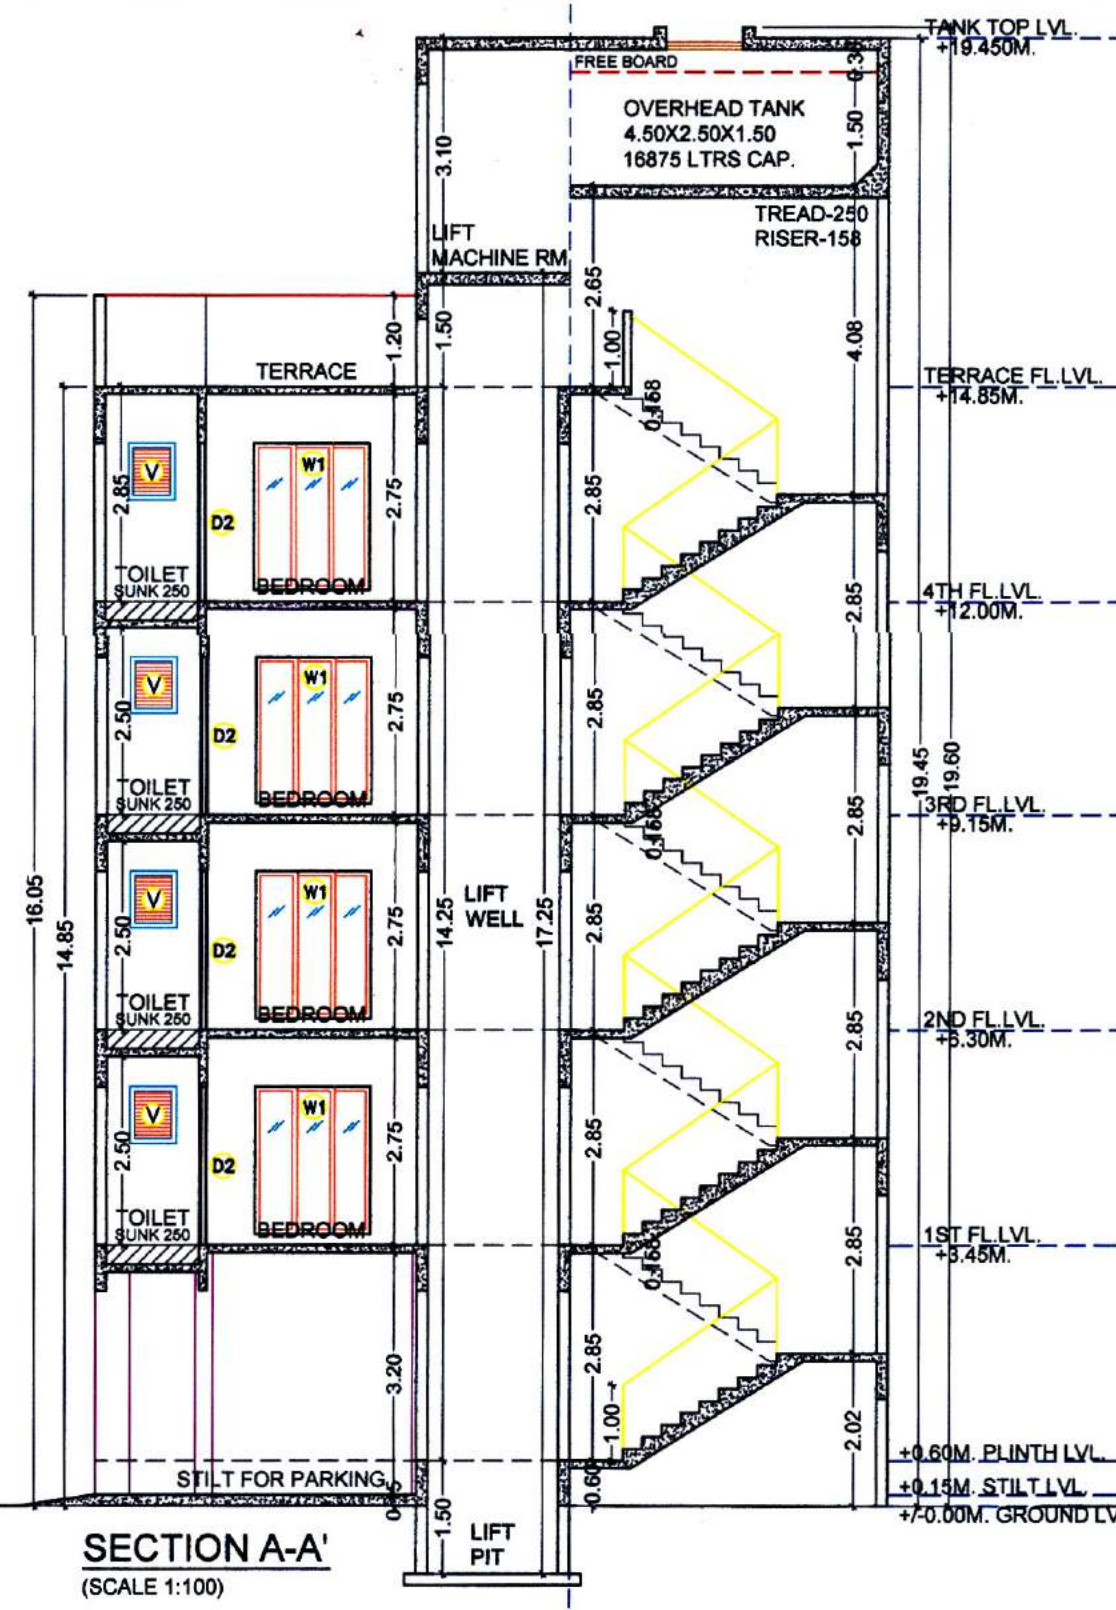 TANK TOP LVL.
+19.450M.
FREE BOARD
OVERHEAD TANK
4.50X2.50X1.50
16875 LTRS CAP.
1.50
3.10
TREAD-250
RISER-158
LIFT
MACHINE RM
2.65
1.50
1.20
1.00
4.08
TERRACE
TERRACE FL.LVL.
+14.85M.
0.158
V
W1
2.85
2.75
2.85
D2
TOILET
SUNK 250
BEDROOM
4TH FL.LVL.
+12.00M.
2.85
V
W1
2.50
2.75
2.85
D2
TOILET
SUNK 250
BEDROOM
19.45
19.60
3RD FL.LVL.
+9.15M.
2.85
0.158
16.05
14.85
V
W1
2.50
2.75
14.25
LIFT
WELL
17.25
2.85
D2
TOILET
SUNK 250
BEDROOM
2ND FL.LVL.
+6.30M.
2.85
V
W1
2.50
2.75
2.85
D2
TOILET
SUNK 250
BEDROOM
1ST FL.LVL.
+3.45M.
2.85
0.158
3.20
2.85
1.00
2.02
+0.60M. PLINTH LVL.
STILT FOR PARKING
0.60
+0.15M. STILT LVL.
+/-0.00M. GROUND LV
1.50
LIFT
PIT
SECTION A-A'
(SCALE 1:100)